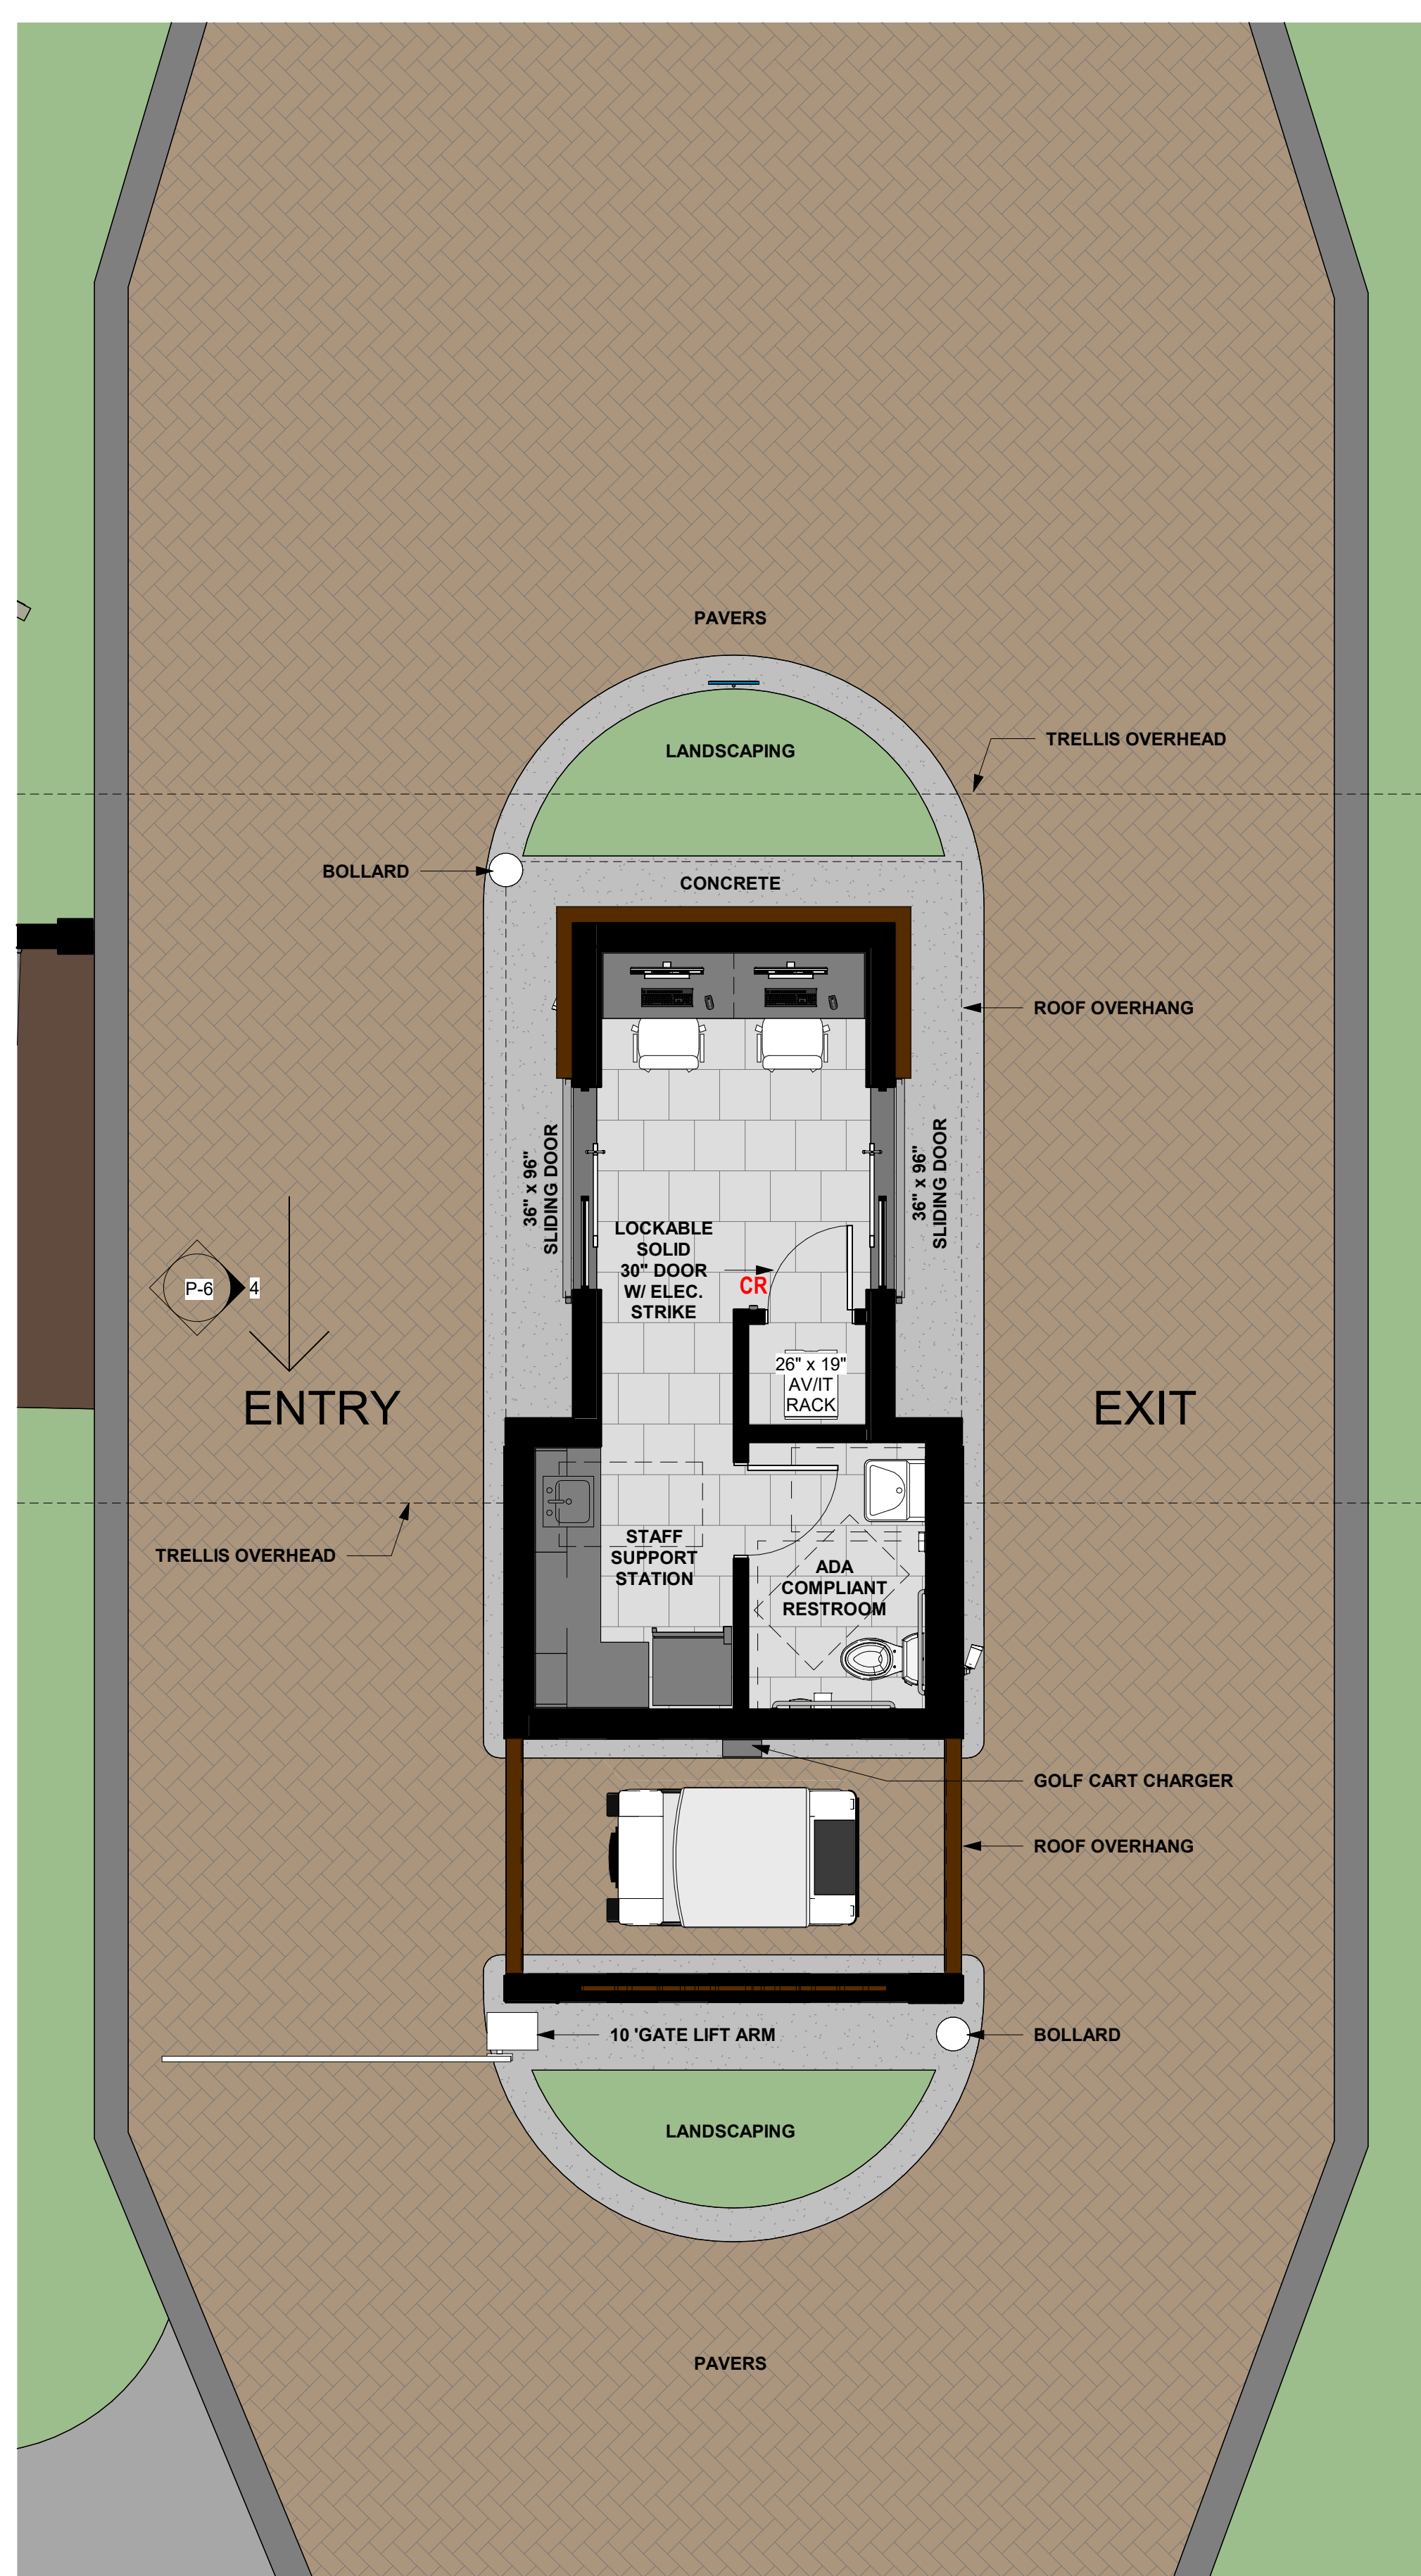 PAVERS
LANDSCAPING
TRELLIS OVERHEAD
BOLLARD
CONCRETE
ROOF OVERHANG
36" x 96"
SLIDING DOOR
36" x 96"
SLIDING DOOR
LOCKABLE
SOLID
30" DOOR
W/ ELEC.
STRIKE
CR
P-6
4
26" x 19"
AV/IT
RACK
ENTRY
EXIT
TRELLIS OVERHEAD
STAFF
SUPPORT
STATION
ADA
COMPLIANT
RESTROOM
GOLF CART CHARGER
ROOF OVERHANG
10 'GATE LIFT ARM
BOLLARD
LANDSCAPING
PAVERS